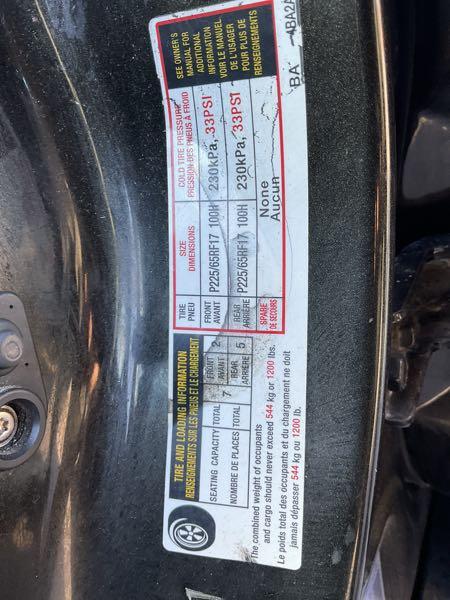 TIRE AND LOADING INFORMATION
RENSEIGNEMENTS SUR LES PNEUS ET LE CHARGEMENT
SEATING CAPACITY TOTAL 7 FRONT 2 REAR 5
NOMBRE DE PLACES TOTAL AVANT ARRIÈRE
The combined weight of occupants
and cargo should never exceed 544 kg or 1200 lbs.
Le poids total des occupants et du chargement ne doit
jamais dépasser 544 kg ou 1200 lb.
TIRE SIZE COLD TIRE PRESSURE
PNEU DIMENSIONS PRESSION DES PNEUS À FROID
FRONT P225/65RF17 100H 230kPa, 33PSI
AVANT
REAR P225/65RF17 100H 230kPa, 33PSI
ARRIÈRE
SPARE None
DE SECOURS Aucun
SEE OWNER'S
MANUAL FOR
ADDITIONAL
INFORMATION
VOIR LE MANUEL
DE L'USAGER
POUR PLUS DE
RENSEIGNEMENTS
BA